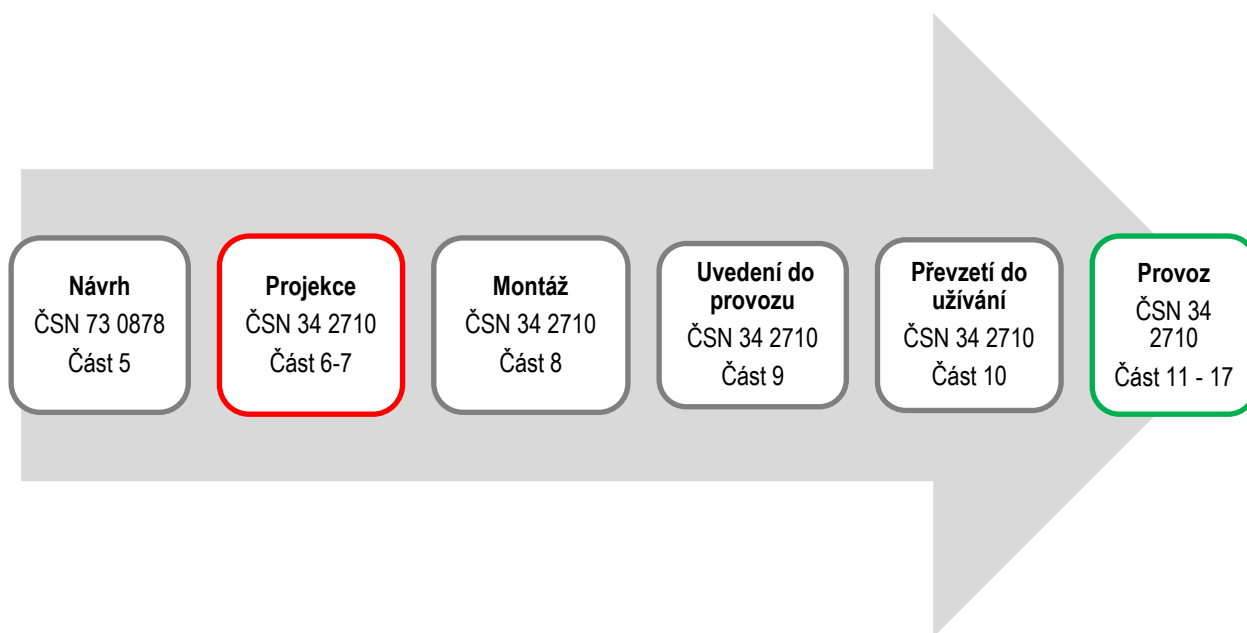 Návrh
ČSN 73 0878
Část 5
Projekce
ČSN 34 2710
Část 6-7
Montáž
ČSN 34 2710
Část 8
Uvedení do
provozu
ČSN 34 2710
Část 9
Převzetí do
užívání
ČSN 34 2710
Část 10
Provoz
ČSN 34
2710
Část 11 - 17